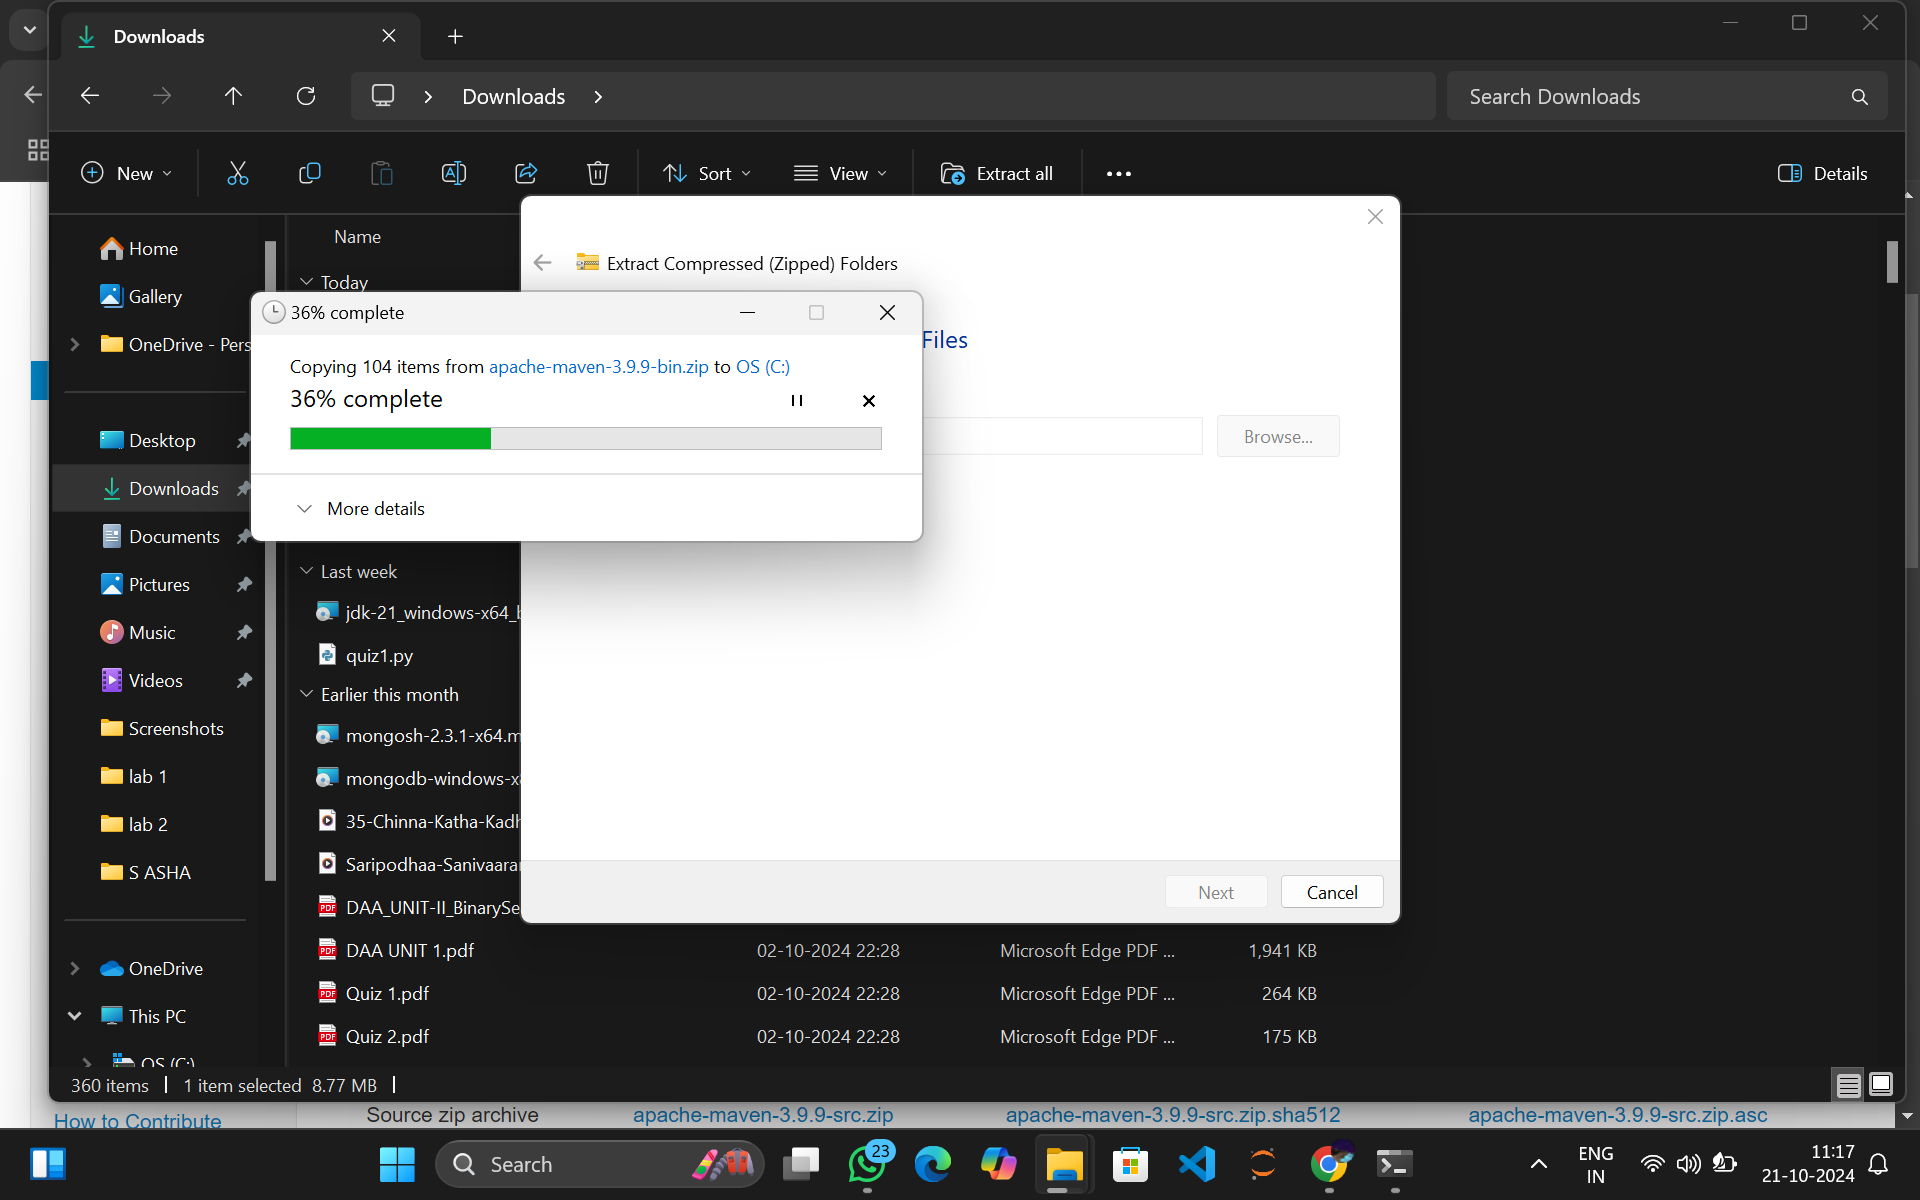 Downloads
Downloads
Search Downloads
New
Sort
View
Extract all
Details
Home
Gallery
OneDrive - Pers
Desktop
Downloads
Documents
Pictures
Music
Videos
Screenshots
lab 1
lab 2
S ASHA
OneDrive
This PC
OS (C:)
Name
Today
Extract Compressed (Zipped) Folders
Files
Browse...
Next
Cancel
36% complete
Copying 104 items from apache-maven-3.9.9-bin.zip to OS (C:)
36% complete
More details
Last week
jdk-21_windows-x64_b
quiz1.py
Earlier this month
mongosh-2.3.1-x64.m
mongodb-windows-x
35-Chinna-Katha-Kadh
Saripodhaa-Sanivaara
DAA_UNIT-II_BinarySe
DAA UNIT 1.pdf 02-10-2024 22:28 Microsoft Edge PDF ... 1,941 KB
Quiz 1.pdf 02-10-2024 22:28 Microsoft Edge PDF ... 264 KB
Quiz 2.pdf 02-10-2024 22:28 Microsoft Edge PDF ... 175 KB
360 items 1 item selected 8.77 MB
How to Contribute
Source zip archive apache-maven-3.9.9-src.zip apache-maven-3.9.9-src.zip.sha512 apache-maven-3.9.9-src.zip.asc
Search
23
ENG
IN
11:17
21-10-2024